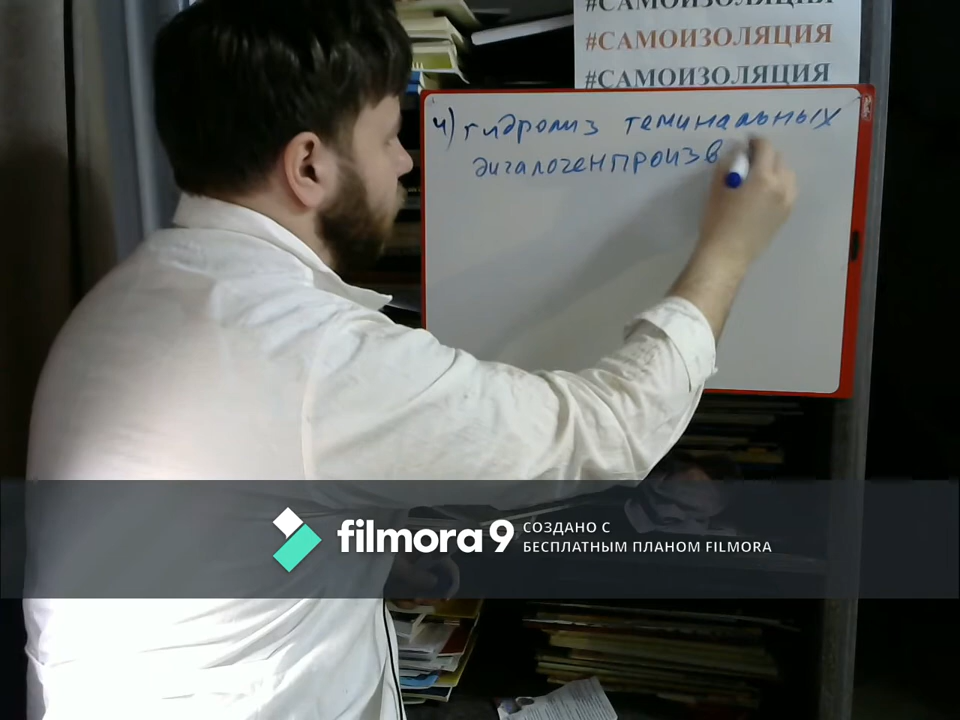 #САМОИЗОЛЯЦИЯ
#САМОИЗОЛЯЦИЯ
#САМОИЗОЛЯЦИЯ
4) гидролиз теминальных
дигалогенпроизв
filmora 9
СОЗДАНО С
БЕСПЛАТНЫМ ПЛАНОМ FILMORA